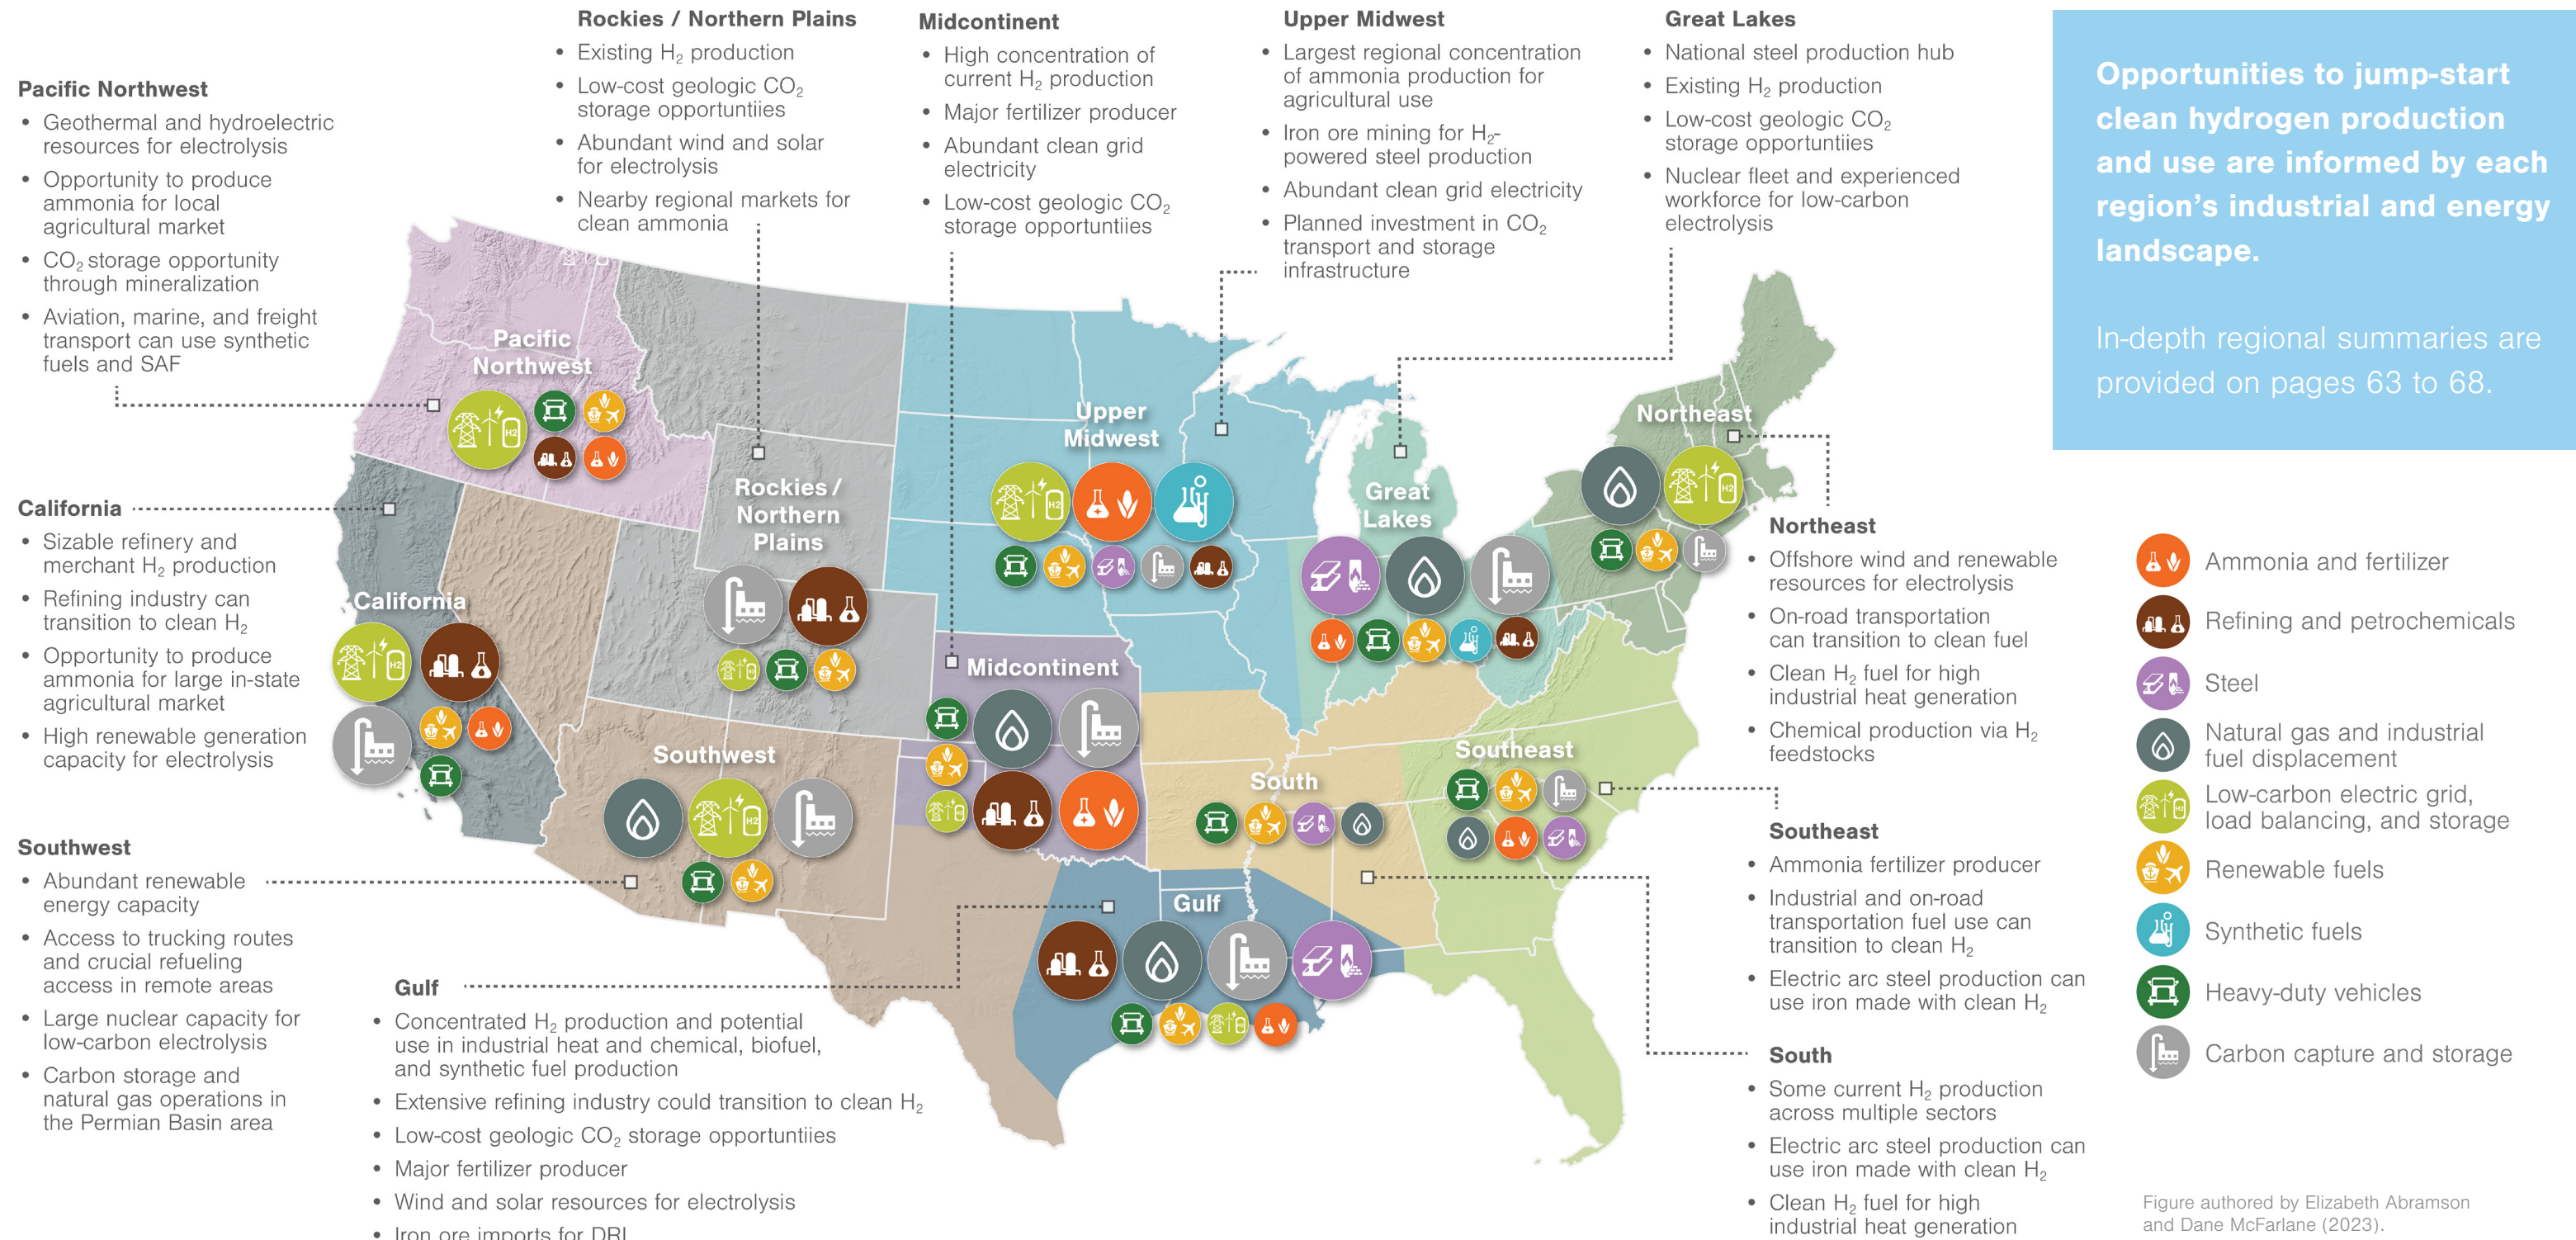 Rockies / Northern Plains
• Existing H₂ production
• Low-cost geologic CO₂
storage opportuntiies
• Abundant wind and solar
for electrolysis
• Nearby regional markets for
clean ammonia
Midcontinent
• High concentration of
current H₂ production
• Major fertilizer producer
• Abundant clean grid
electricity
• Low-cost geologic CO₂
storage opportuntiies
Upper Midwest
• Largest regional concentration
of ammonia production for
agricultural use
• Iron ore mining for H₂-
powered steel production
• Abundant clean grid electricity
• Planned investment in CO₂
transport and storage
infrastructure
Great Lakes
• National steel production hub
• Existing H₂ production
• Low-cost geologic CO₂
storage opportuntiies
• Nuclear fleet and experienced
workforce for low-carbon
electrolysis
Opportunities to jump-start
clean hydrogen production
and use are informed by each
region's industrial and energy
landscape.
In-depth regional summaries are
provided on pages 63 to 68.
Pacific Northwest
• Geothermal and hydroelectric
resources for electrolysis
• Opportunity to produce
ammonia for local
agricultural market
• CO₂ storage opportunity
through mineralization
• Aviation, marine, and freight
transport can use synthetic
fuels and SAF
California
• Sizable refinery and
merchant H₂ production
• Refining industry can
transition to clean H₂
• Opportunity to produce
ammonia for large in-state
agricultural market
• High renewable generation
capacity for electrolysis
Southwest
• Abundant renewable
energy capacity
• Access to trucking routes
and crucial refueling
access in remote areas
• Large nuclear capacity for
low-carbon electrolysis
• Carbon storage and
natural gas operations in
the Permian Basin area
Gulf
• Concentrated H₂ production and potential
use in industrial heat and chemical, biofuel,
and synthetic fuel production
• Extensive refining industry could transition to clean H₂
• Low-cost geologic CO₂ storage opportuntiies
• Major fertilizer producer
• Wind and solar resources for electrolysis
• Iron ore imports for DRI
Pacific
Northwest
H2
California
H2
Rockies /
Northern
Plains
Southwest
H2
Upper
Midwest
H2
Midcontinent
Great
Lakes
Northeast
H2
South
Southeast
Gulf
Northeast
• Offshore wind and renewable
resources for electrolysis
• On-road transportation
can transition to clean fuel
• Clean H₂ fuel for high
industrial heat generation
• Chemical production via H₂
feedstocks
Southeast
• Ammonia fertilizer producer
• Industrial and on-road
transportation fuel use can
transition to clean H₂
• Electric arc steel production can
use iron made with clean H₂
South
• Some current H₂ production
across multiple sectors
• Electric arc steel production can
use iron made with clean H₂
• Clean H₂ fuel for high
industrial heat generation
Ammonia and fertilizer
Refining and petrochemicals
Steel
Natural gas and industrial
fuel displacement
Low-carbon electric grid,
load balancing, and storage
Renewable fuels
Synthetic fuels
Heavy-duty vehicles
Carbon capture and storage
Figure authored by Elizabeth Abramson
and Dane McFarlane (2023).